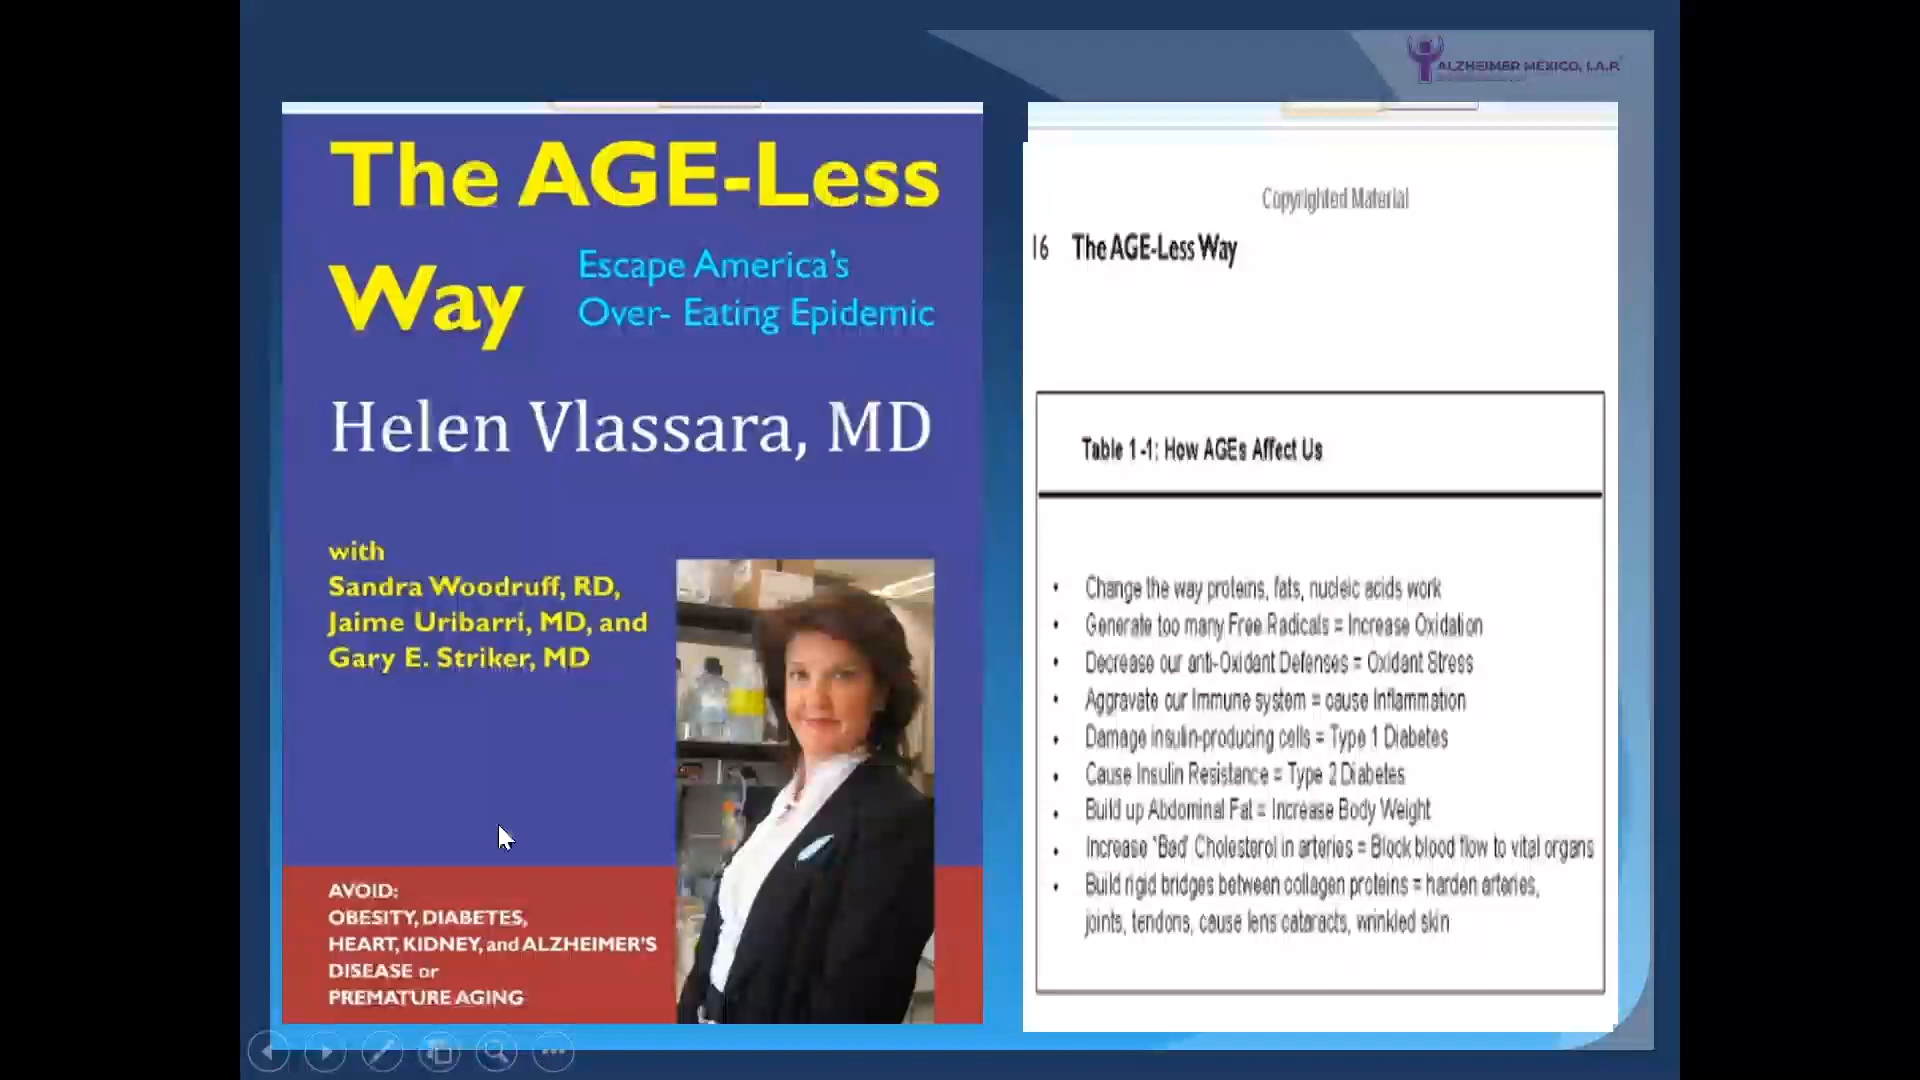 ALZHEIMER MÉXICO, I.A.P.
The AGE-Less
Way
Escape America's
Over- Eating Epidemic
Helen Vlassara, MD
with
Sandra Woodruff, RD,
Jaime Uribarri, MD, and
Gary E. Striker, MD
AVOID:
OBESITY, DIABETES,
HEART, KIDNEY, and ALZHEIMER'S
DISEASE or
PREMATURE AGING
Copyrighted Material
16 The AGE-Less Way
Table 1-1: How AGEs Affect Us
• Change the way proteins, fats, nucleic acids work
• Generate too many Free Radicals = Increase Oxidation
• Decrease our anti-Oxidant Defenses = Oxidant Stress
• Aggravate our Immune system = cause Inflammation
• Damage insulin-producing cells = Type 1 Diabetes
• Cause Insulin Resistance = Type 2 Diabetes
• Build up Abdominal Fat = Increase Body Weight
• Increase 'Bad' Cholesterol in arteries = Block blood flow to vital organs
• Build rigid bridges between collagen proteins = harden arteries,
joints, tendons, cause lens cataracts, wrinkled skin